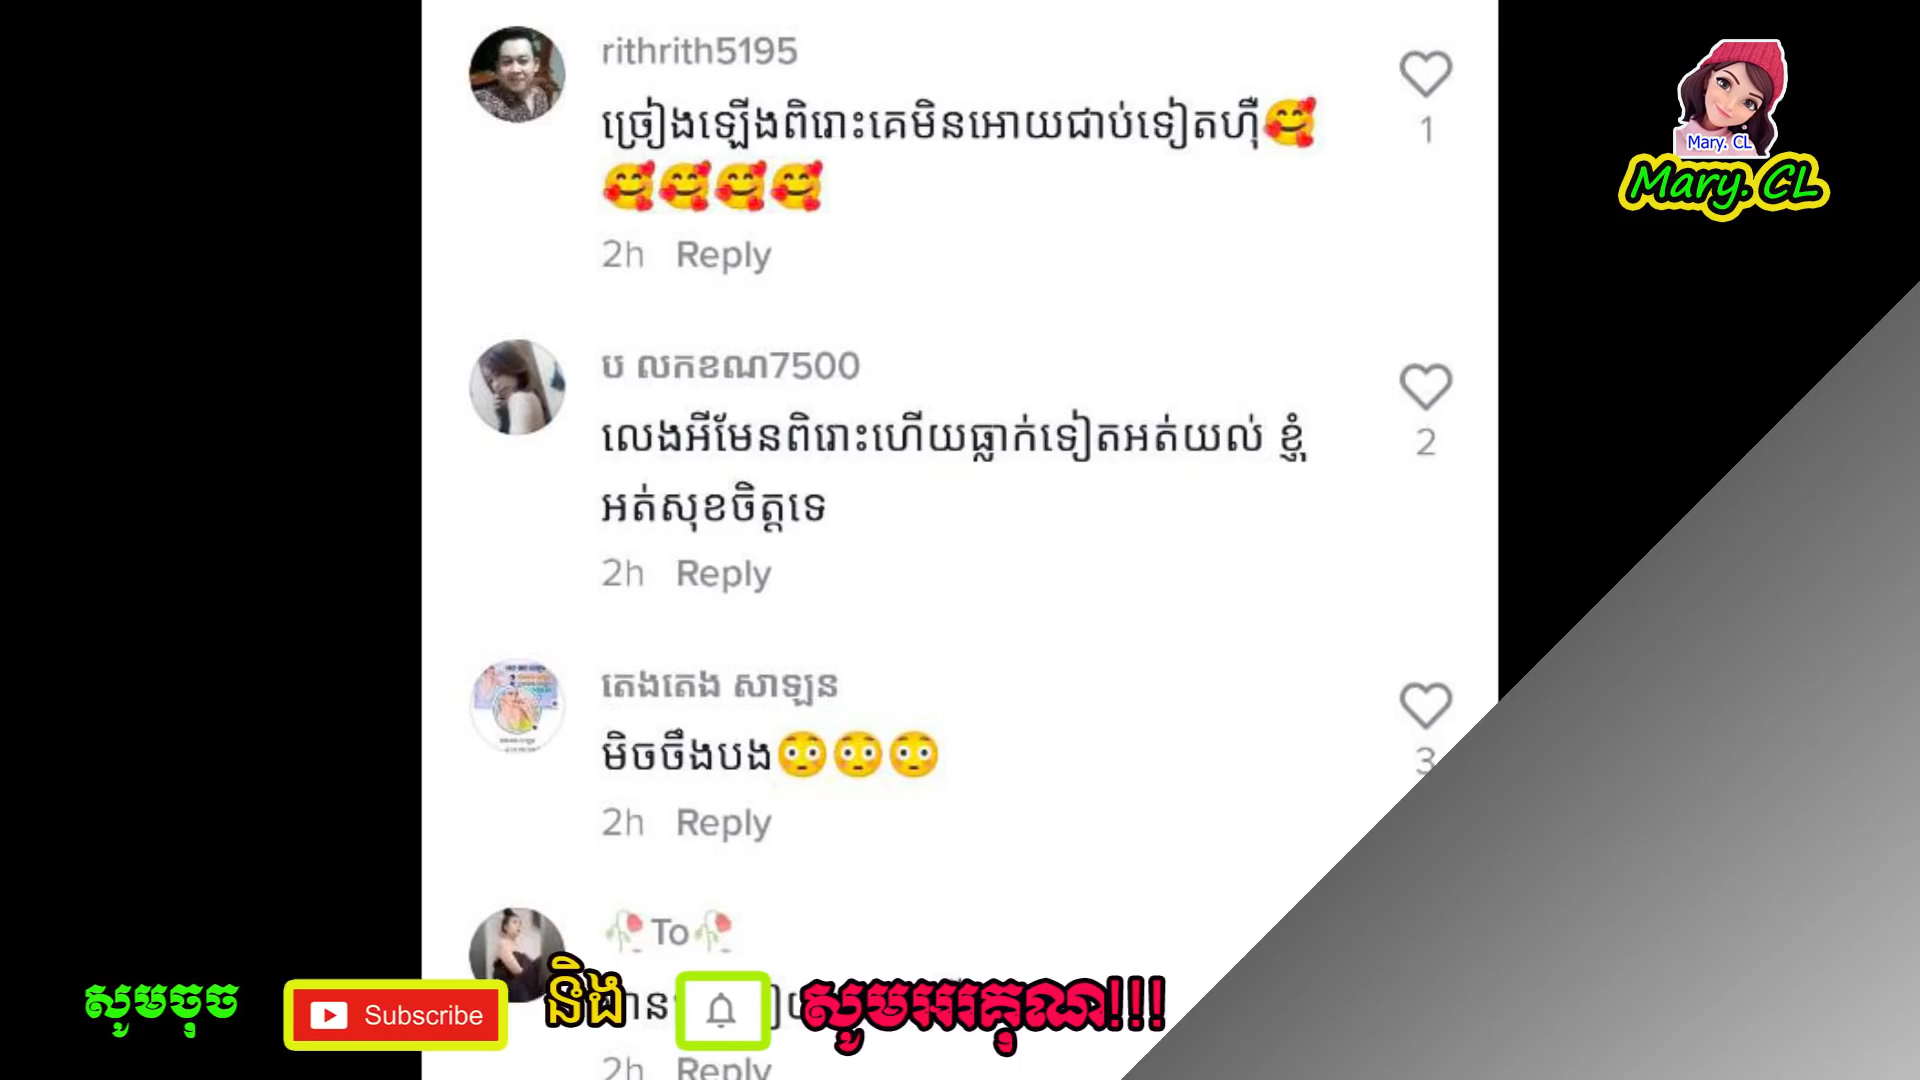 rithrith5195
ច្រៀងឡើងពិរោះគេមិនអោយជាប់ទៀតហ៊ឺ🥰
🥰🥰🥰🥰
1
2h Reply
Mary. CL
Mary. CL
ប លកខណ7500
លេងអីមែនពិរោះហើយធ្លាក់ទៀតអត់យល់ ខ្ញុំ
អត់សុខចិត្តទេ
2
2h Reply
តេងតេង សាឡន
មិចចឹងបង😳😳😳
3
2h Reply
🥀To🥀
សូមចុច Subscribe និង សូមអរគុណ!!!
2h Reply